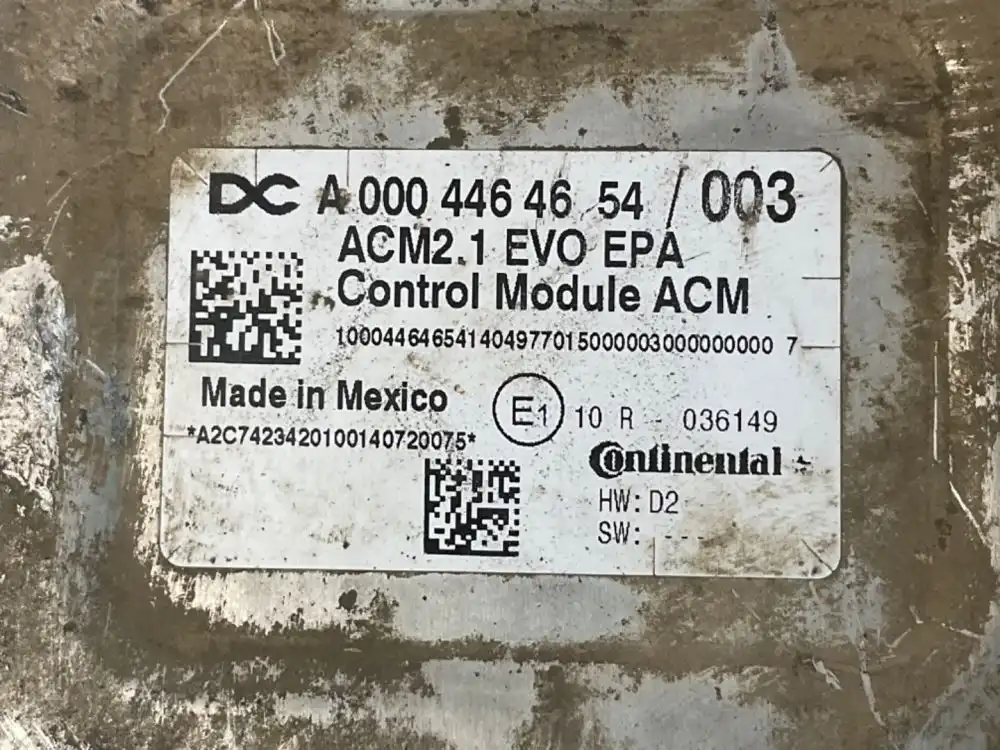 DC A 000 446 46 54 / 003
ACM2.1 EVO EPA
Control Module ACM
10004464654140497701500000300000000 7
Made in Mexico
E1 10 R - 036149
*A2C7423420100140720075*
Continental
HW: D2
SW: ---